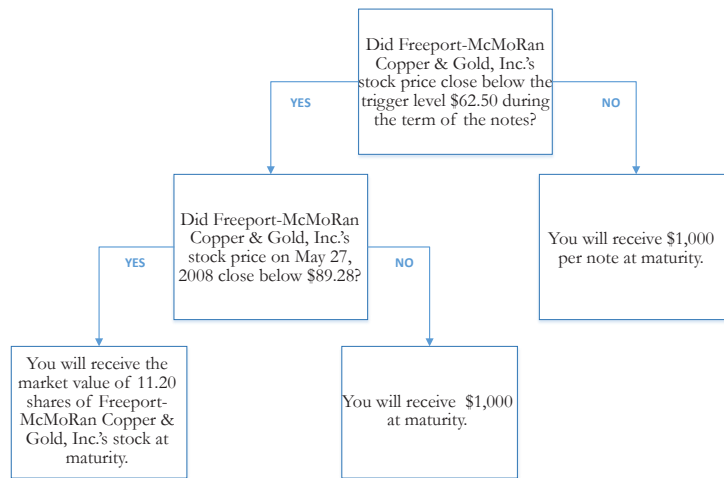 Did Freeport-McMoRan
Copper & Gold, Inc.'s
stock price close below the
trigger level $62.50 during
the term of the notes?
YES
NO
Did Freeport-McMoRan
Copper & Gold, Inc.'s
stock price on May 27,
2008 close below $89.28?
You will receive $1,000
per note at maturity.
YES
NO
You will receive the
market value of 11.20
shares of Freeport-
McMoRan Copper &
Gold, Inc.'s stock at
maturity.
You will receive $1,000
at maturity.